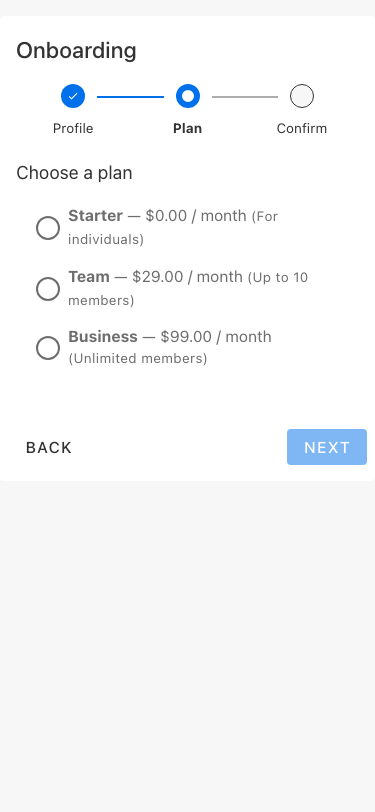 Onboarding
Profile
Plan
Confirm
Choose a plan
Starter — $0.00 / month (For
individuals)
Team — $29.00 / month (Up to 10
members)
Business — $99.00 / month
(Unlimited members)
BACK
NEXT